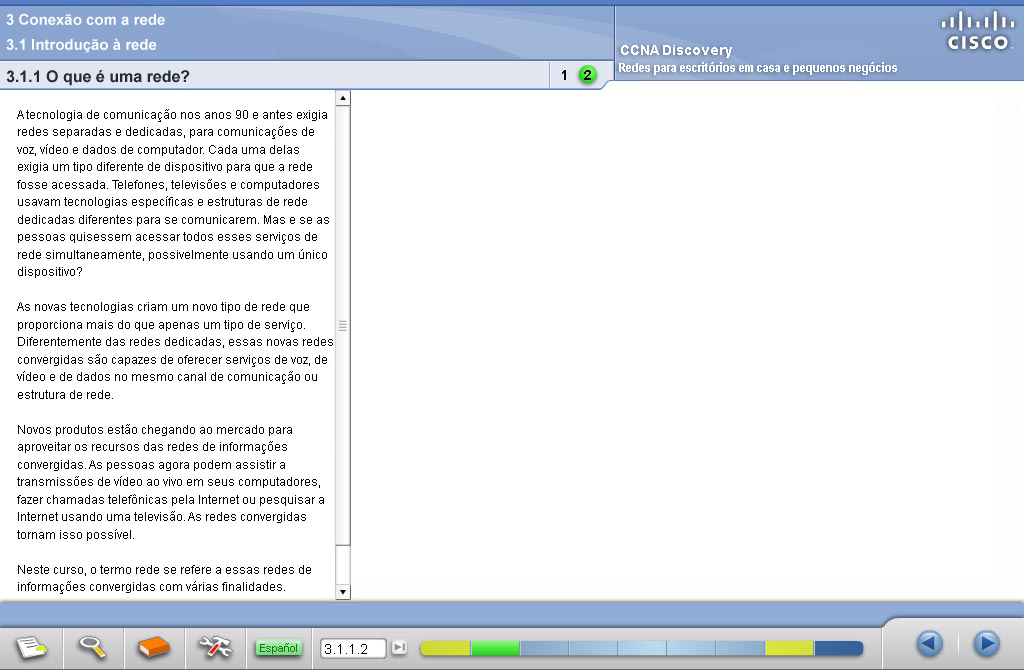 3 Conexão com a rede
3.1 Introdução à rede
CISCO
CCNA Discovery
Redes para escritórios em casa e pequenos negócios
3.1.1 O que é uma rede?
1 2
A tecnologia de comunicação nos anos 90 e antes exigia
redes separadas e dedicadas, para comunicações de
voz, vídeo e dados de computador. Cada uma delas
exigia um tipo diferente de dispositivo para que a rede
fosse acessada. Telefones, televisões e computadores
usavam tecnologias específicas e estruturas de rede
dedicadas diferentes para se comunicarem. Mas e se as
pessoas quisessem acessar todos esses serviços de
rede simultaneamente, possivelmente usando um único
dispositivo?
As novas tecnologias criam um novo tipo de rede que
proporciona mais do que apenas um tipo de serviço.
Diferentemente das redes dedicadas, essas novas redes
convergidas são capazes de oferecer serviços de voz, de
vídeo e de dados no mesmo canal de comunicação ou
estrutura de rede.
Novos produtos estão chegando ao mercado para
aproveitar os recursos das redes de informações
convergidas. As pessoas agora podem assistir a
transmissões de vídeo ao vivo em seus computadores,
fazer chamadas telefônicas pela Internet ou pesquisar a
Internet usando uma televisão. As redes convergidas
tornam isso possível.
Neste curso, o termo rede se refere a essas redes de
informações convergidas com várias finalidades.
Español
3.1.1.2